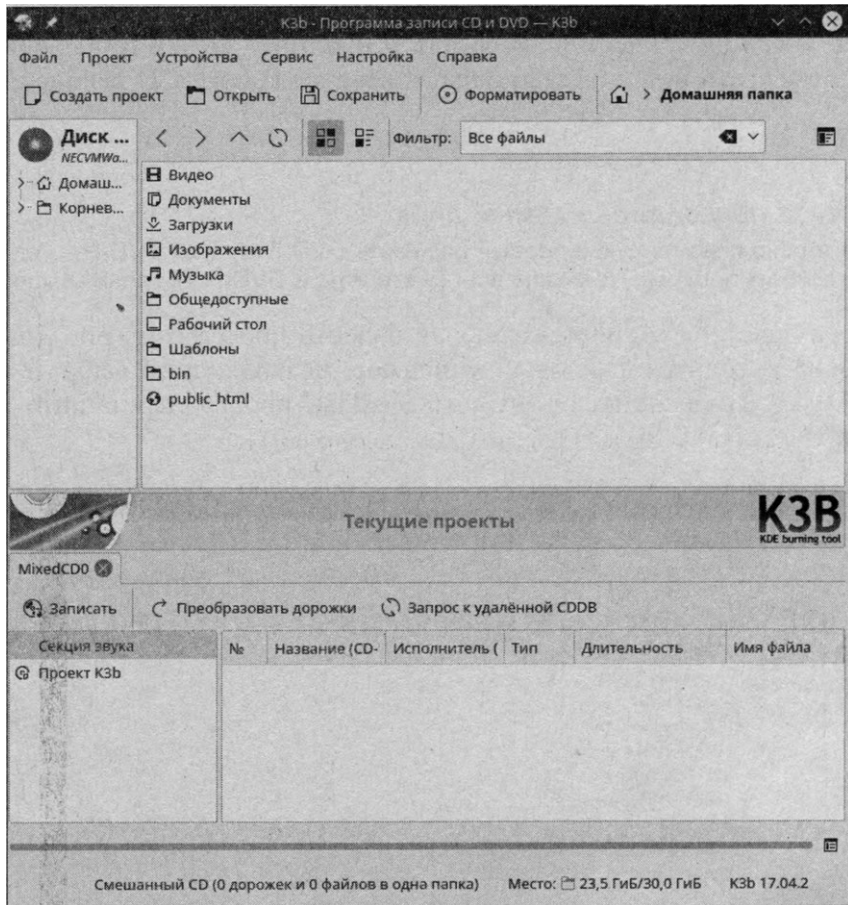 K3b - Программа записи CD и DVD — K3b
Файл Проект Устройства Сервис Настройка Справка
Создать проект Открыть Сохранить Форматировать > Домашняя папка
Диск ...
NECVMWa...
Домаш...
Корнев...
Фильтр: Все файлы
Видео
Документы
Загрузки
Изображения
Музыка
Общедоступные
Рабочий стол
Шаблоны
bin
public_html
Текущие проекты
K3B
KDE burning tool
MixedCD0
Записать Преобразовать дорожки Запрос к удалённой CDDB
Секция звука
Проект K3b
№ Название (CD- Исполнитель ( Тип Длительность Имя файла
Смешанный CD (0 дорожек и 0 файлов в одна папка) Место: 23,5 ГиБ/30,0 ГиБ K3b 17.04.2